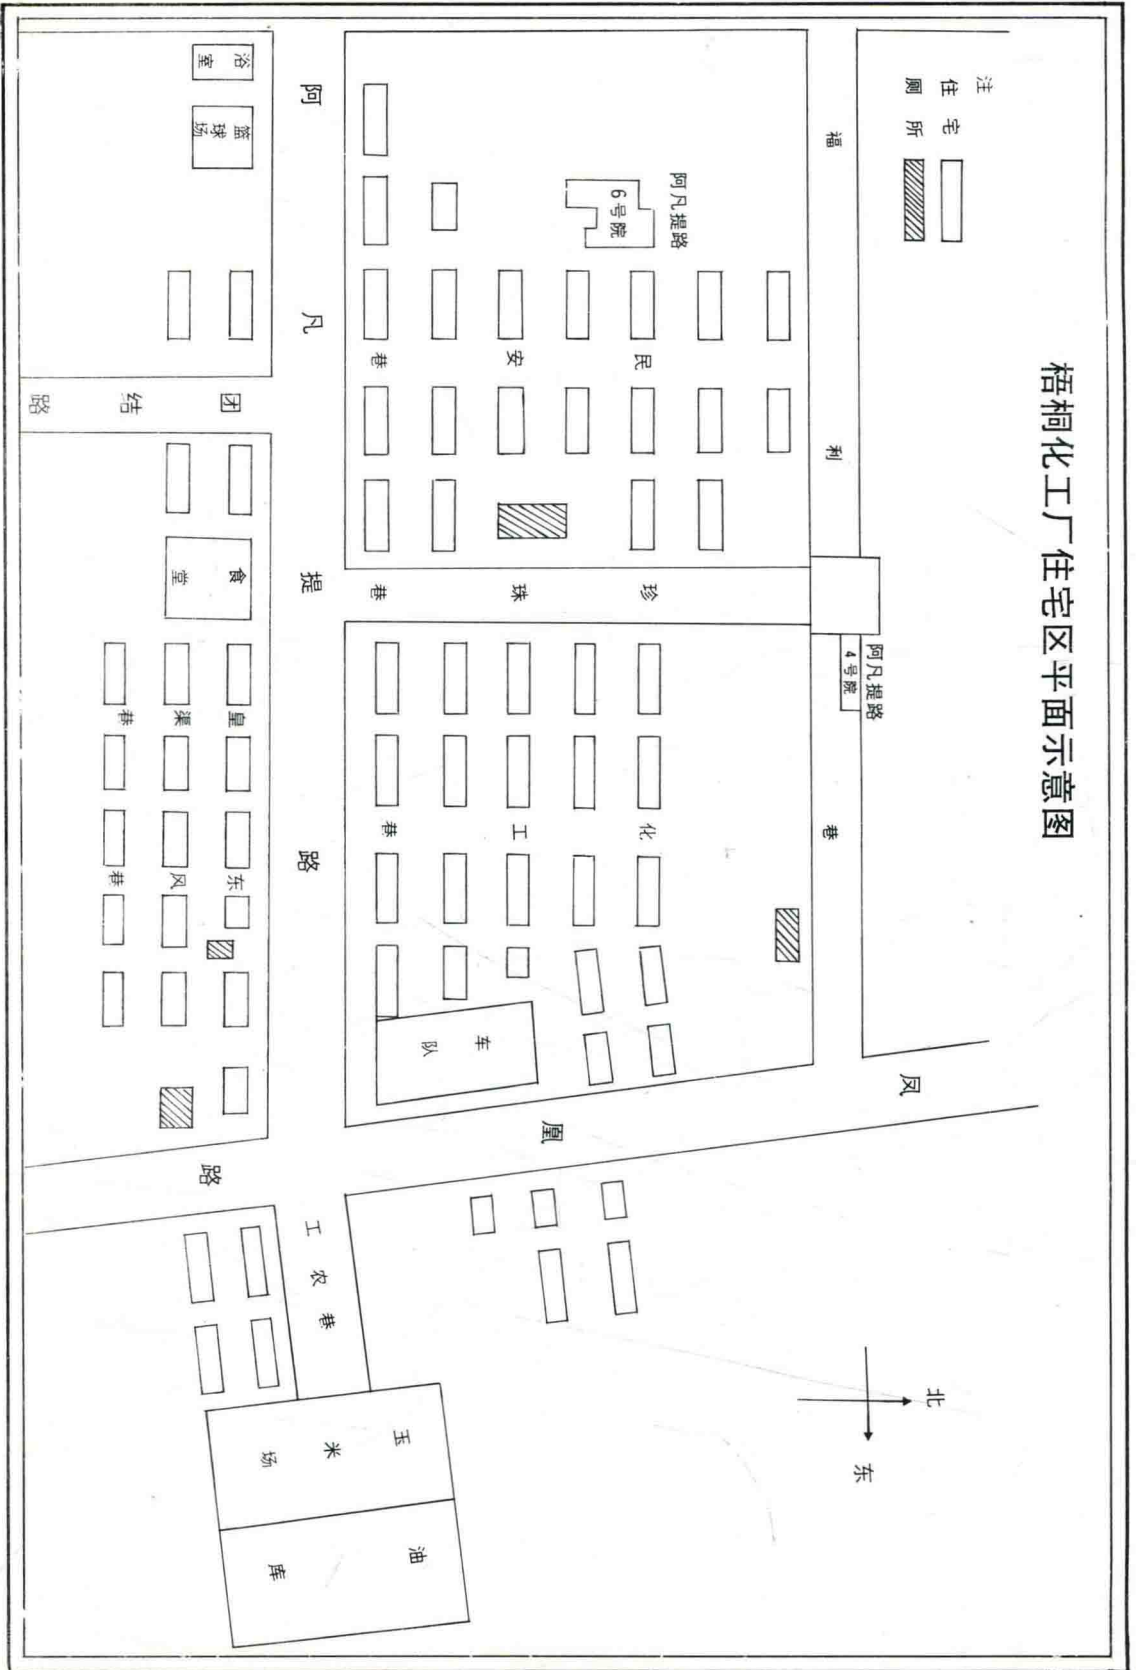 梧桐化工厂住宅区平面示意图
注
住宅
厕所
福利巷
阿凡提路
4号院
阿凡提路
6号院
民安巷
珍珠巷
化工巷
阿凡提路
浴室
篮球场
团结路
食堂
皇渠巷
东风巷
车队
凤凰路
工农巷
玉米场
油库
北
东